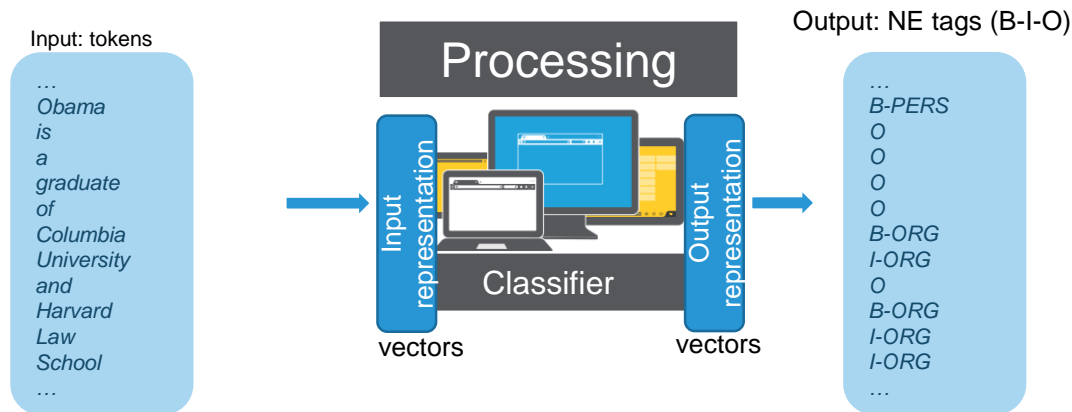 Input: tokens
…
Obama
is
a
graduate
of
Columbia
University
and
Harvard
Law
School
…
Processing
Input
representation
Classifier
Output
representation
vectors
vectors
Output: NE tags (B-I-O)
…
B-PERS
O
O
O
O
B-ORG
I-ORG
O
B-ORG
I-ORG
I-ORG
…